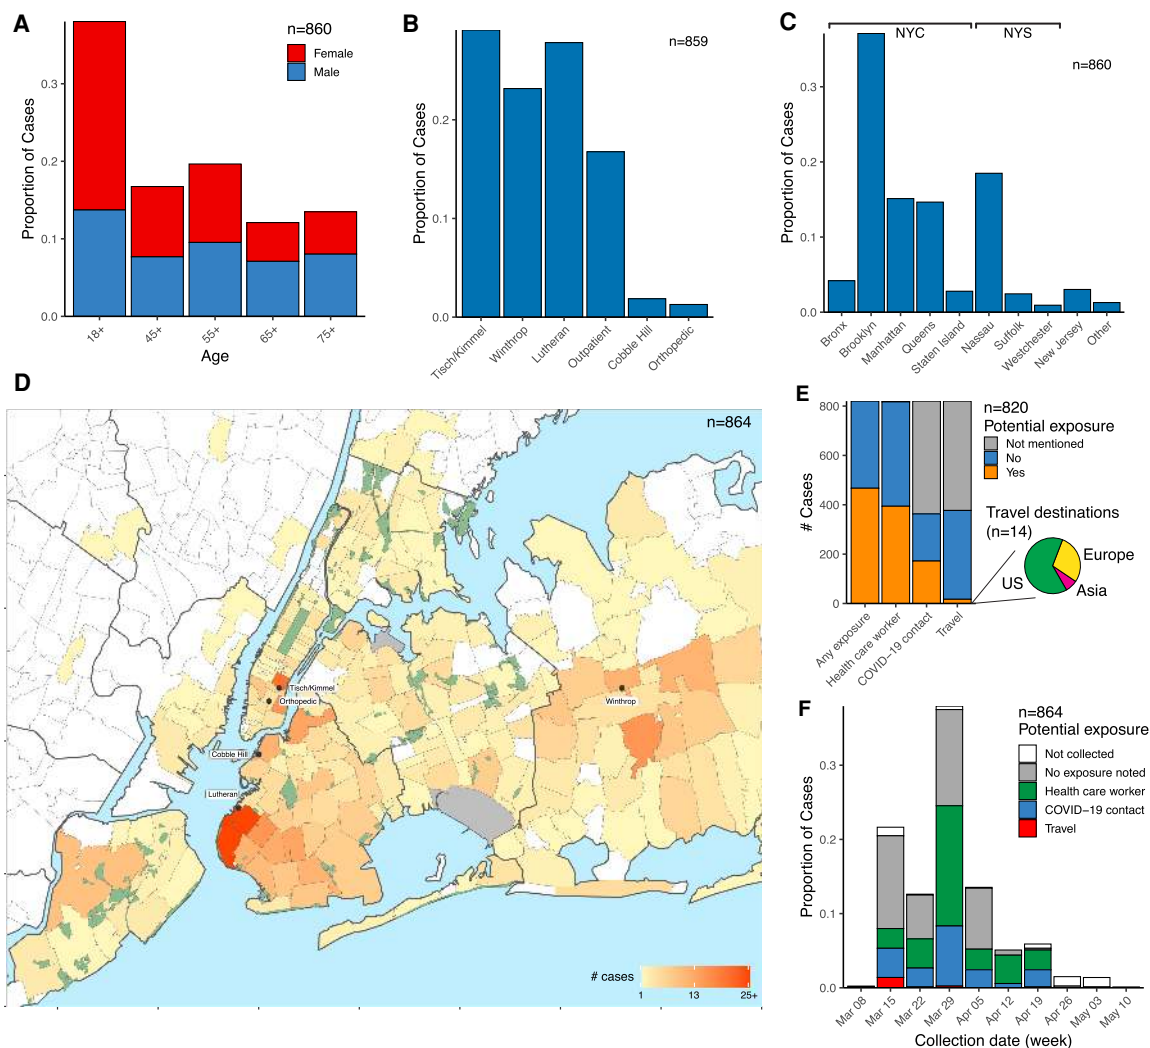 A
n=860
Female
Male
Proportion of Cases
0.3
0.2
0.1
0.0
18+
45+
55+
65+
75+
Age
B
n=859
Proportion of Cases
0.2
0.1
0.0
Tisch/Kimmel
Winthrop
Lutheran
Outpatient
Cobble Hill
Orthopedic
C
NYC
NYS
n=860
Proportion of Cases
0.3
0.2
0.1
0.0
Bronx
Brooklyn
Manhattan
Queens
Staten Island
Nassau
Suffolk
Westchester
New Jersey
Other
D
n=864
Tisch/Kimmel
Orthopedic
Winthrop
Cobble Hill
Lutheran
# cases
1
13
25+
E
n=820
Potential exposure
Not mentioned
No
Yes
# Cases
800
600
400
200
0
Any exposure
Health care worker
COVID−19 contact
Travel
Travel destinations
(n=14)
Europe
US
Asia
F
n=864
Potential exposure
Not collected
No exposure noted
Health care worker
COVID−19 contact
Travel
Proportion of Cases
0.3
0.2
0.1
0.0
Mar 08
Mar 15
Mar 22
Mar 29
Apr 05
Apr 12
Apr 19
Apr 26
May 03
May 10
Collection date (week)